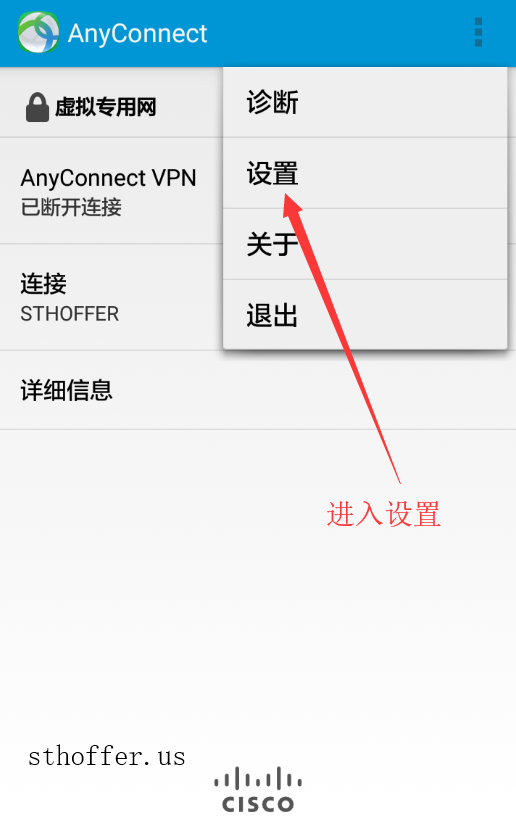 AnyConnect
虚拟专用网
诊断
AnyConnect VPN
已断开连接
设置
关于
连接
STHOFFER
退出
详细信息
进入设置
sthoffer.us
CISCO